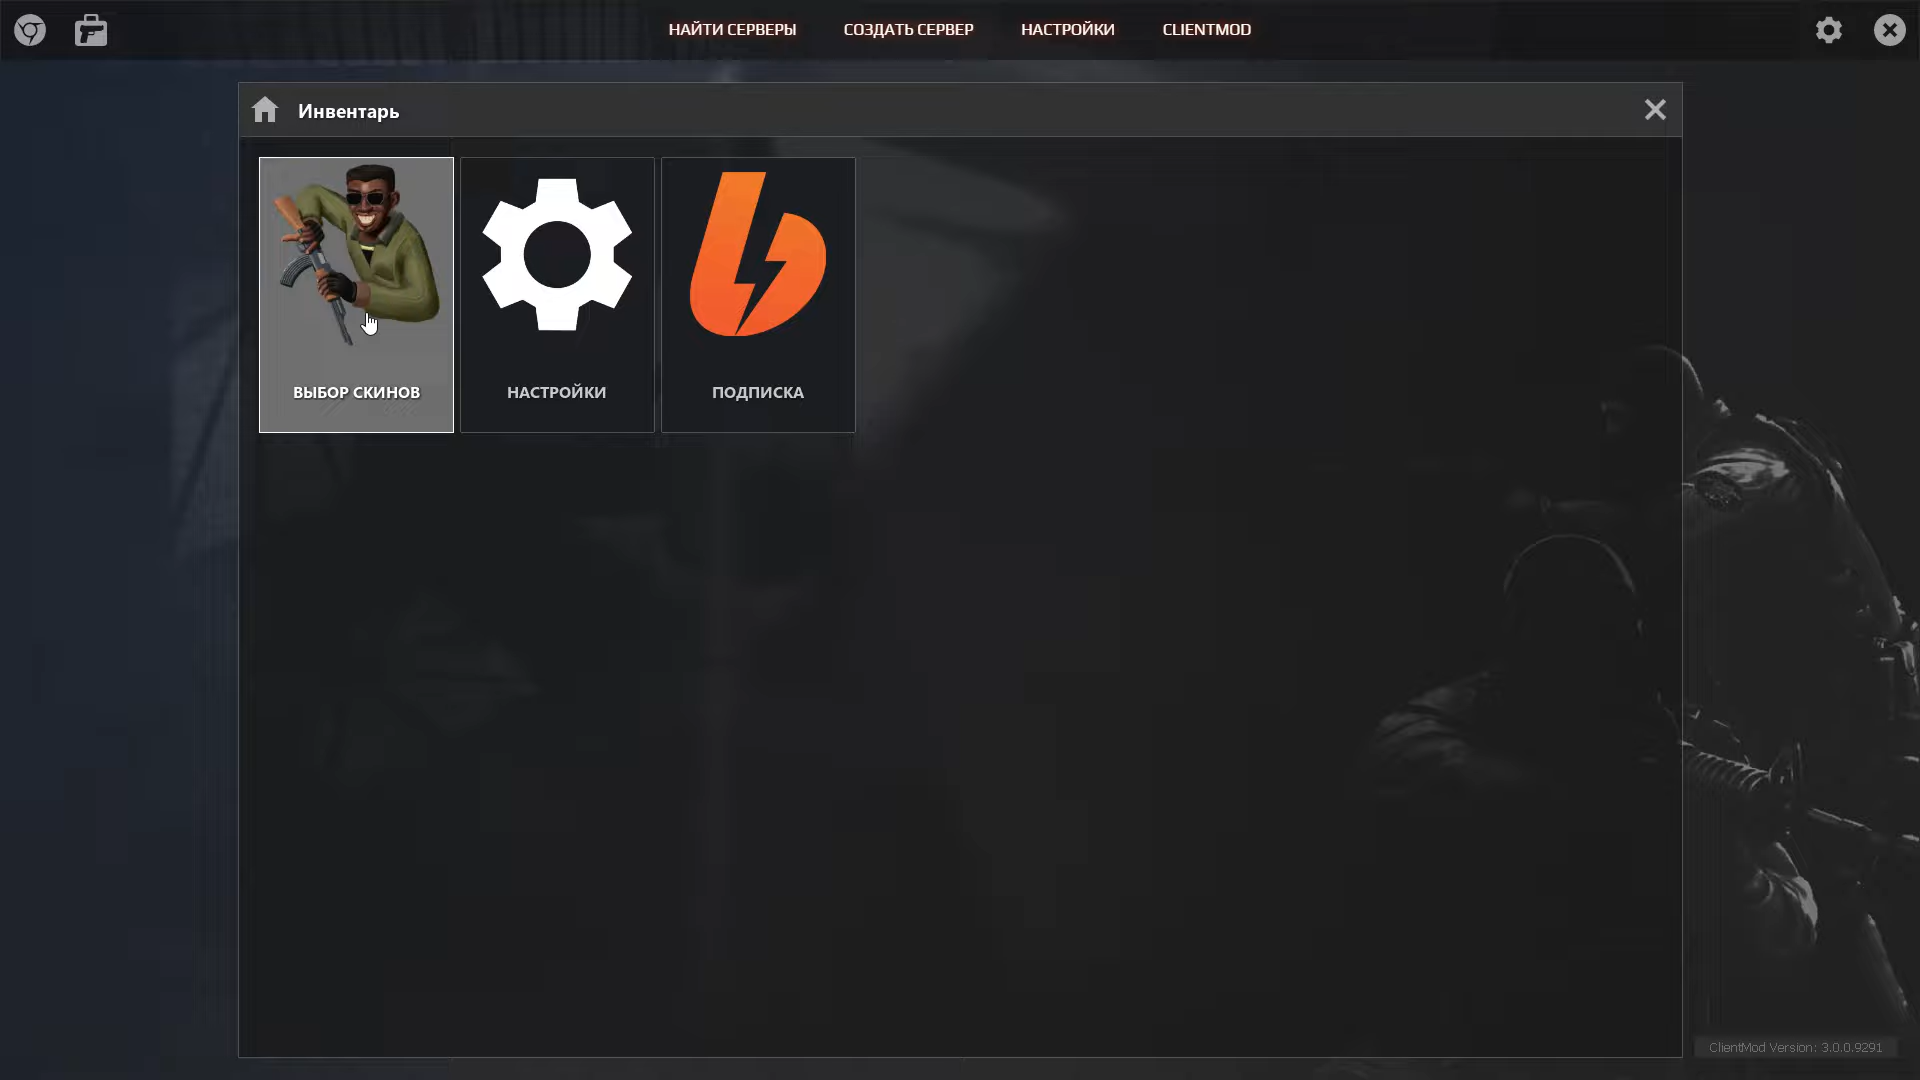 НАЙТИ СЕРВЕРЫ СОЗДАТЬ СЕРВЕР НАСТРОЙКИ CLIENTMOD
Инвентарь
ВЫБОР СКИНОВ НАСТРОЙКИ ПОДПИСКА
ClientMod Version: 3.0.0.9291